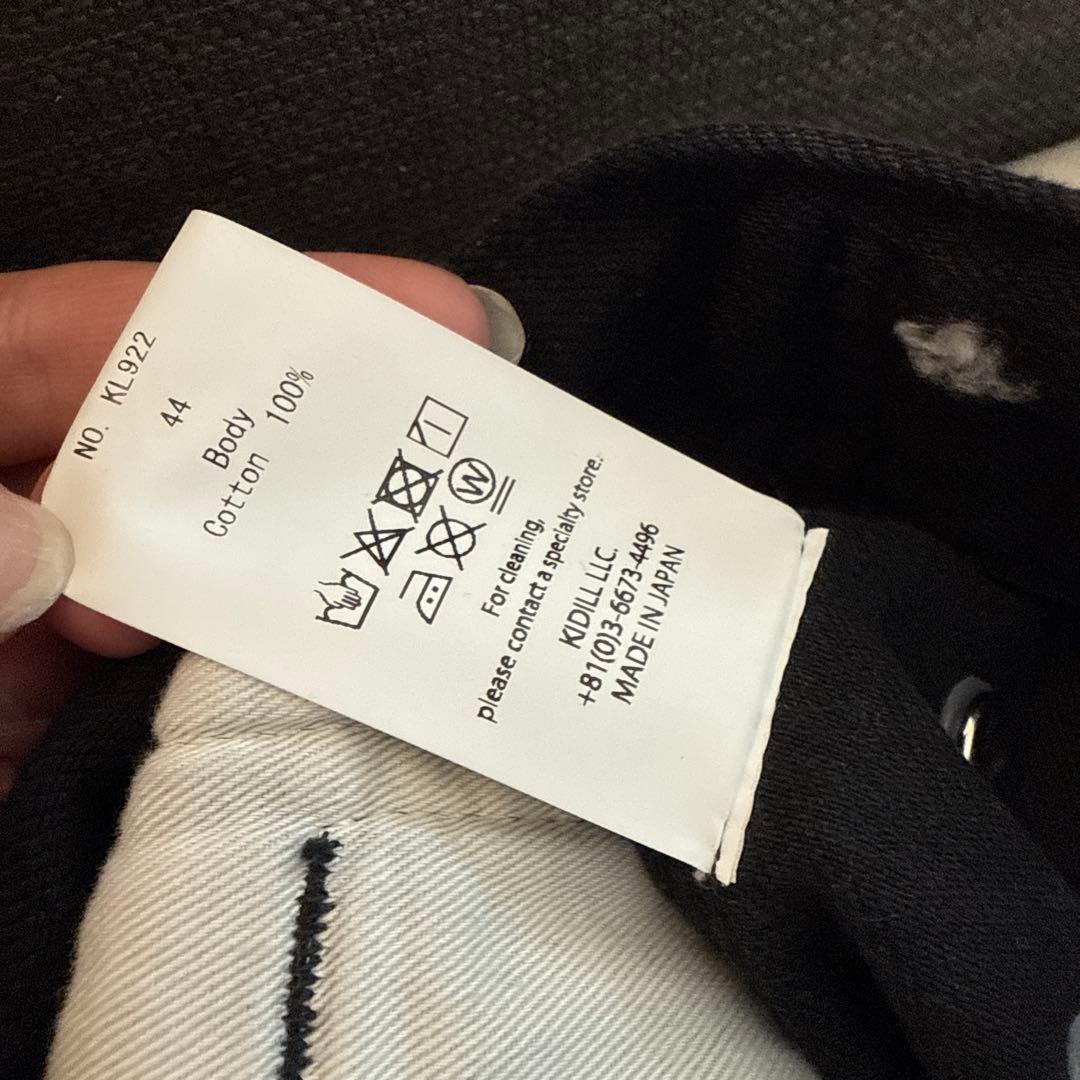 NO. KL922
44
Body
Cotton 100%
W
For cleaning,
please contact a specialty store.
KIDILL LLC.
+81(0)3-6673-4496
MADE IN JAPAN